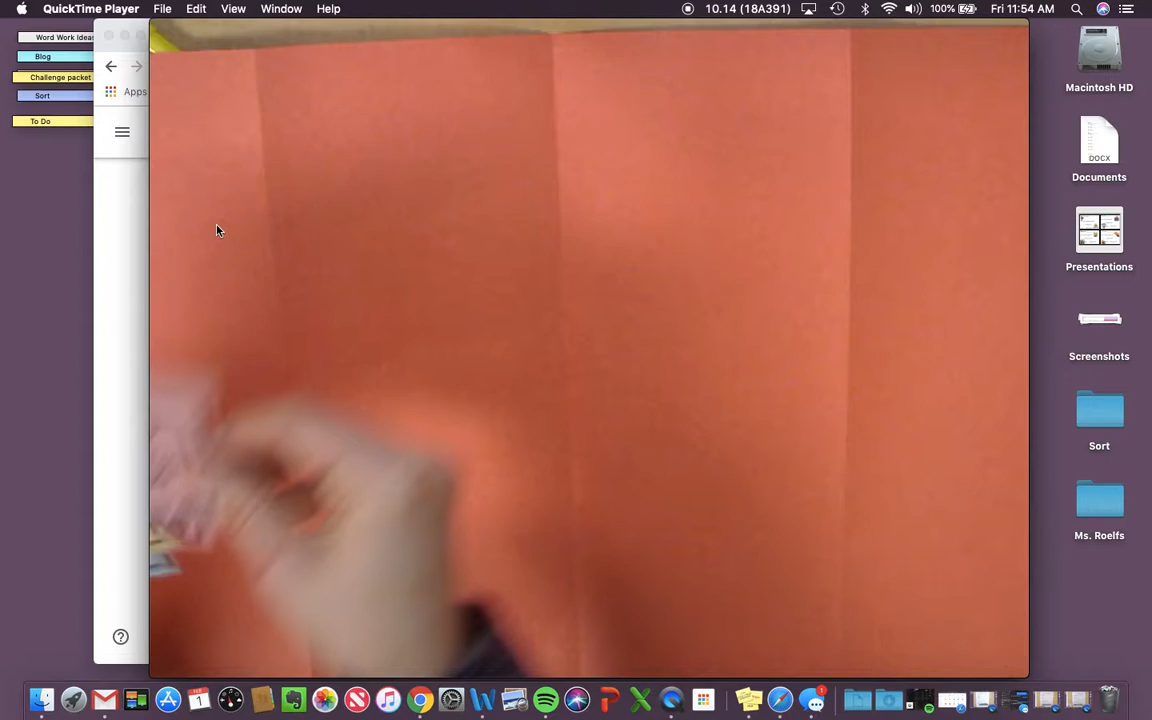 QuickTime Player File Edit View Window Help 10.14 (18A391) 100% Fri 11:54 AM
Word Work Ideas
Blog
Challenge packet
Sort
To Do
Apps
Macintosh HD
DOCX
Documents
Presentations
Screenshots
Sort
Ms. Roelfs